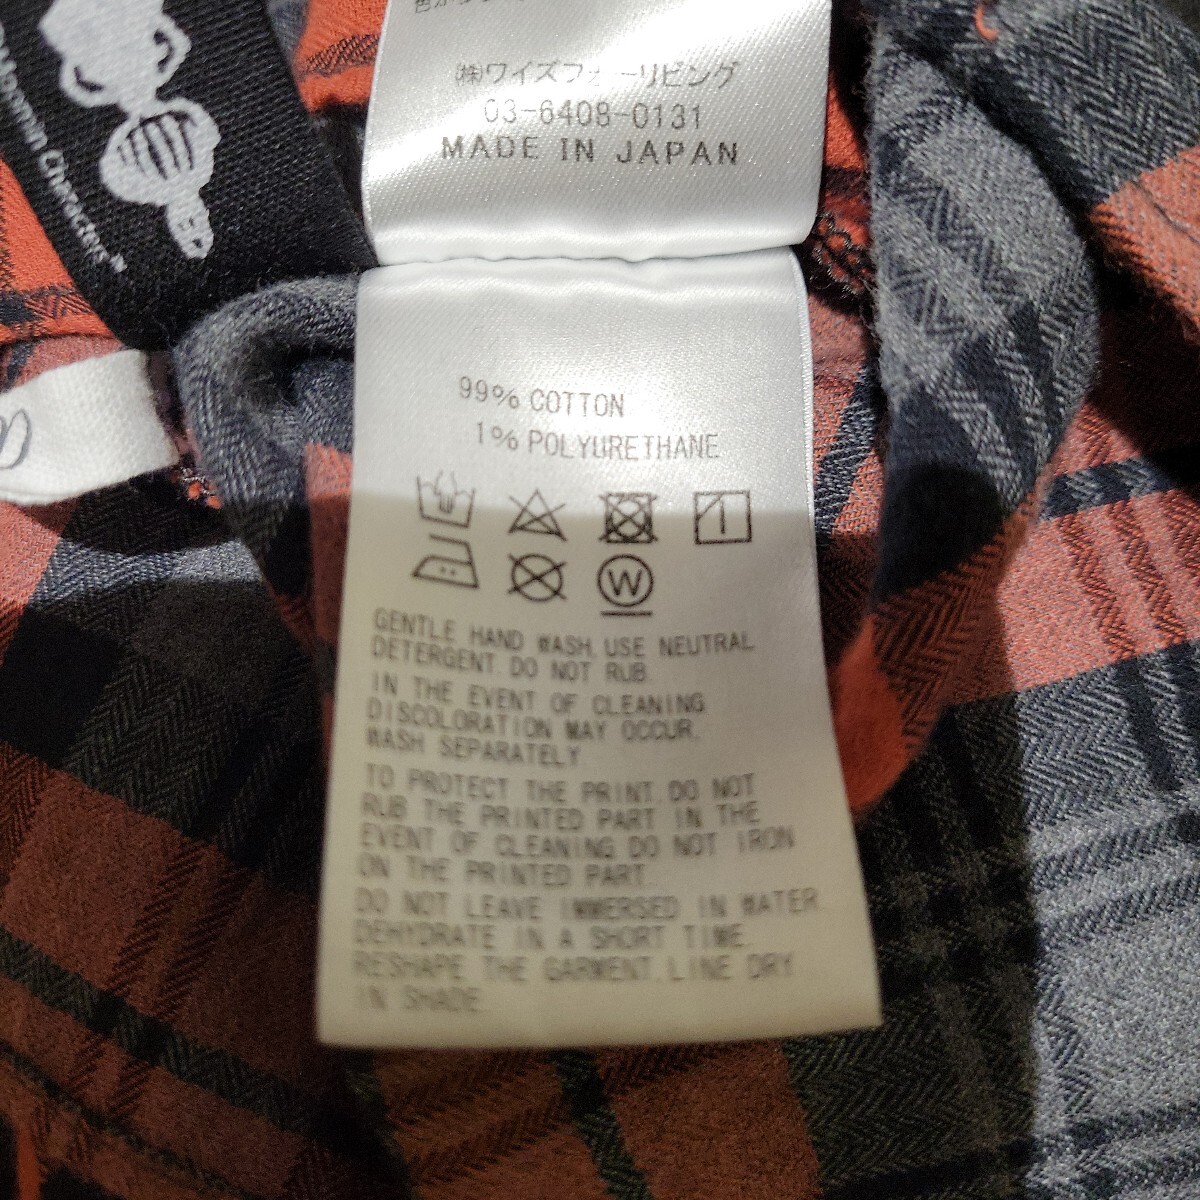 (株)ワイズフォーリビング
03-6408-0131
MADE IN JAPAN
Characters™
99% COTTON
1% POLYURETHANE
W
GENTLE HAND WASH. USE NEUTRAL
DETERGENT. DO NOT RUB.
IN THE EVENT OF CLEANING
DISCOLORATION MAY OCCUR.
WASH SEPARATELY
TO PROTECT THE PRINT. DO NOT
RUB THE PRINTED PART IN THE
EVENT OF CLEANING DO NOT IRON
ON THE PRINTED PART.
DO NOT LEAVE IMMERSED IN WATER.
DEHYDRATE IN A SHORT TIME.
RESHAPE THE GARMENT. LINE DRY
IN SHADE.